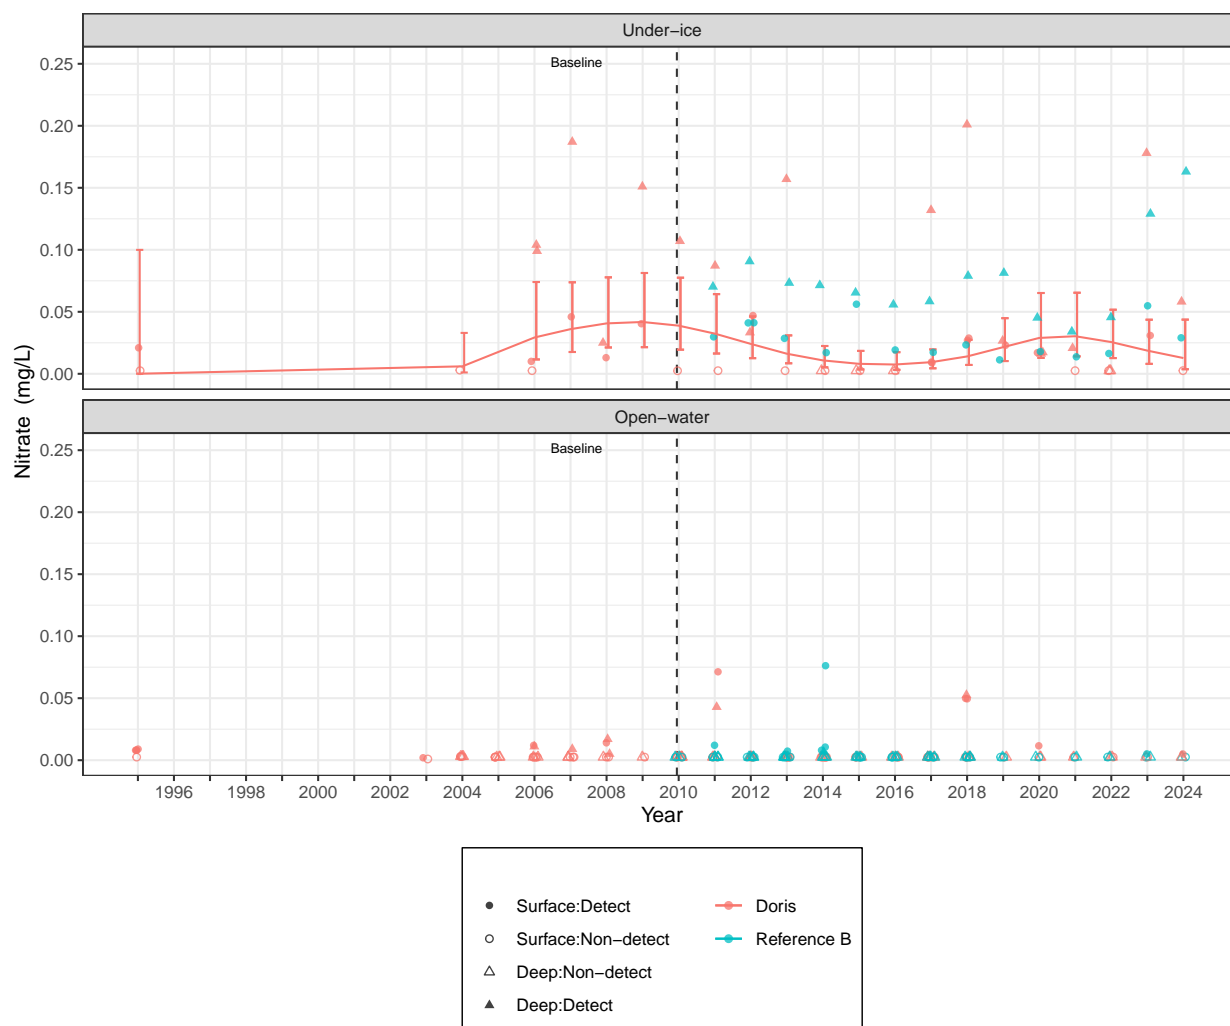 Under−ice
Baseline
0.25
0.20
0.15
0.10
0.05
0.00
Open−water
Baseline
0.25
0.20
0.15
0.10
0.05
0.00
Nitrate (mg/L)
1996 1998 2000 2002 2004 2006 2008 2010 2012 2014 2016 2018 2020 2022 2024
Year
Surface:Detect
Surface:Non−detect
Deep:Non−detect
Deep:Detect
Doris
Reference B